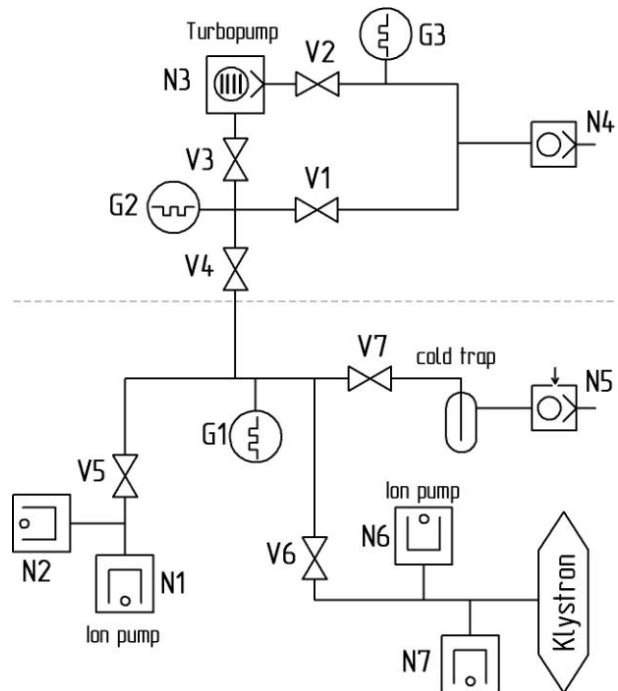 Turbopump
V2
G3
N3
N4
V3
V1
G2
V4
V7
cold trap
N5
G1
V5
Ion pump
N6
V6
N2
N1
Ion pump
N7
Klystron